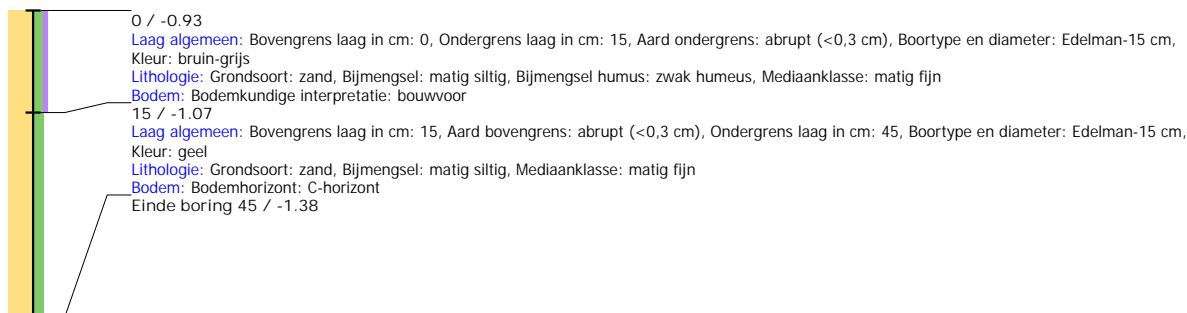 0 / -0.93
Laag algemeen: Bovengrens laag in cm: 0, Ondergrens laag in cm: 15, Aard ondergrens: abrupt (<0,3 cm), Boortype en diameter: Edelman-15 cm,
Kleur: bruin-grijs
Lithologie: Grondsoort: zand, Bijmengsel: matig siltig, Bijmengsel humus: zwak humeus, Mediaanklasse: matig fijn
Bodem: Bodemkundige interpretatie: bouwvoor
15 / -1.07
Laag algemeen: Bovengrens laag in cm: 15, Aard bovengrens: abrupt (<0,3 cm), Ondergrens laag in cm: 45, Boortype en diameter: Edelman-15 cm,
Kleur: geel
Lithologie: Grondsoort: zand, Bijmengsel: matig siltig, Mediaanklasse: matig fijn
Bodem: Bodemhorizont: C-horizont
Einde boring 45 / -1.38